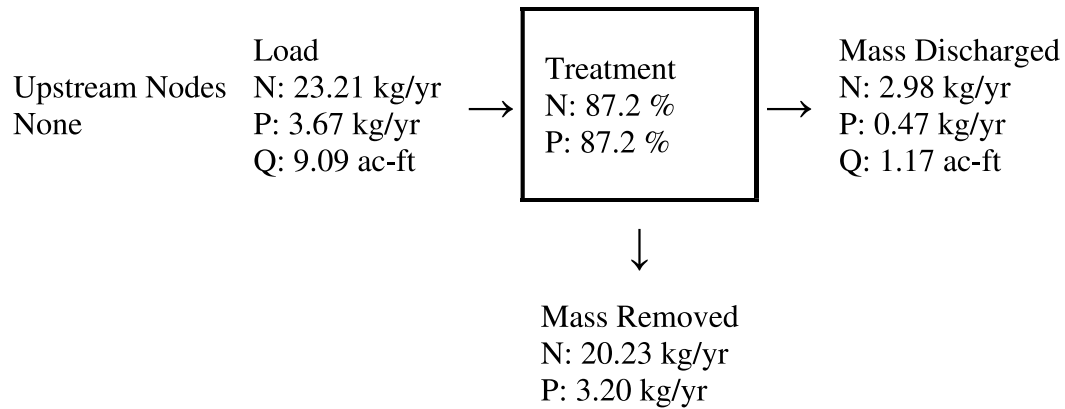 Upstream Nodes
None
Load
N: 23.21 kg/yr
P: 3.67 kg/yr
Q: 9.09 ac-ft
→
Treatment
N: 87.2 %
P: 87.2 %
→
Mass Discharged
N: 2.98 kg/yr
P: 0.47 kg/yr
Q: 1.17 ac-ft
↓
Mass Removed
N: 20.23 kg/yr
P: 3.20 kg/yr